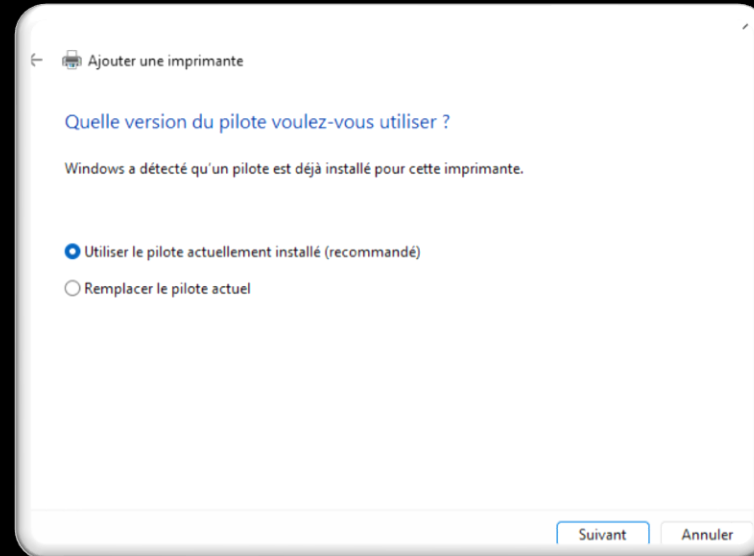 Ajouter une imprimante
Quelle version du pilote voulez-vous utiliser ?
Windows a détecté qu'un pilote est déjà installé pour cette imprimante.
Utiliser le pilote actuellement installé (recommandé)
Remplacer le pilote actuel
Suivant Annuler